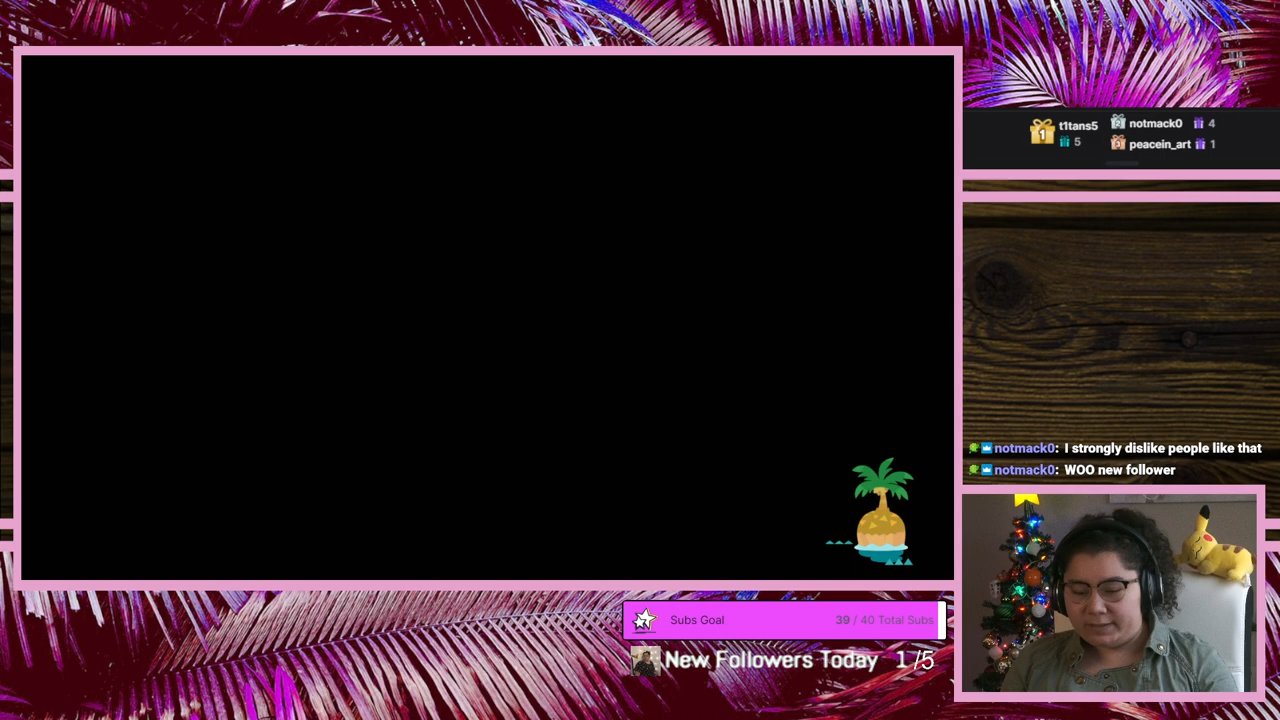 t1tans5
5
notmack0 4
peacein_art 1
notmack0: I strongly dislike people like that
notmack0: WOO new follower
Subs Goal 39 / 40 Total Subs
New Followers Today 1 /5